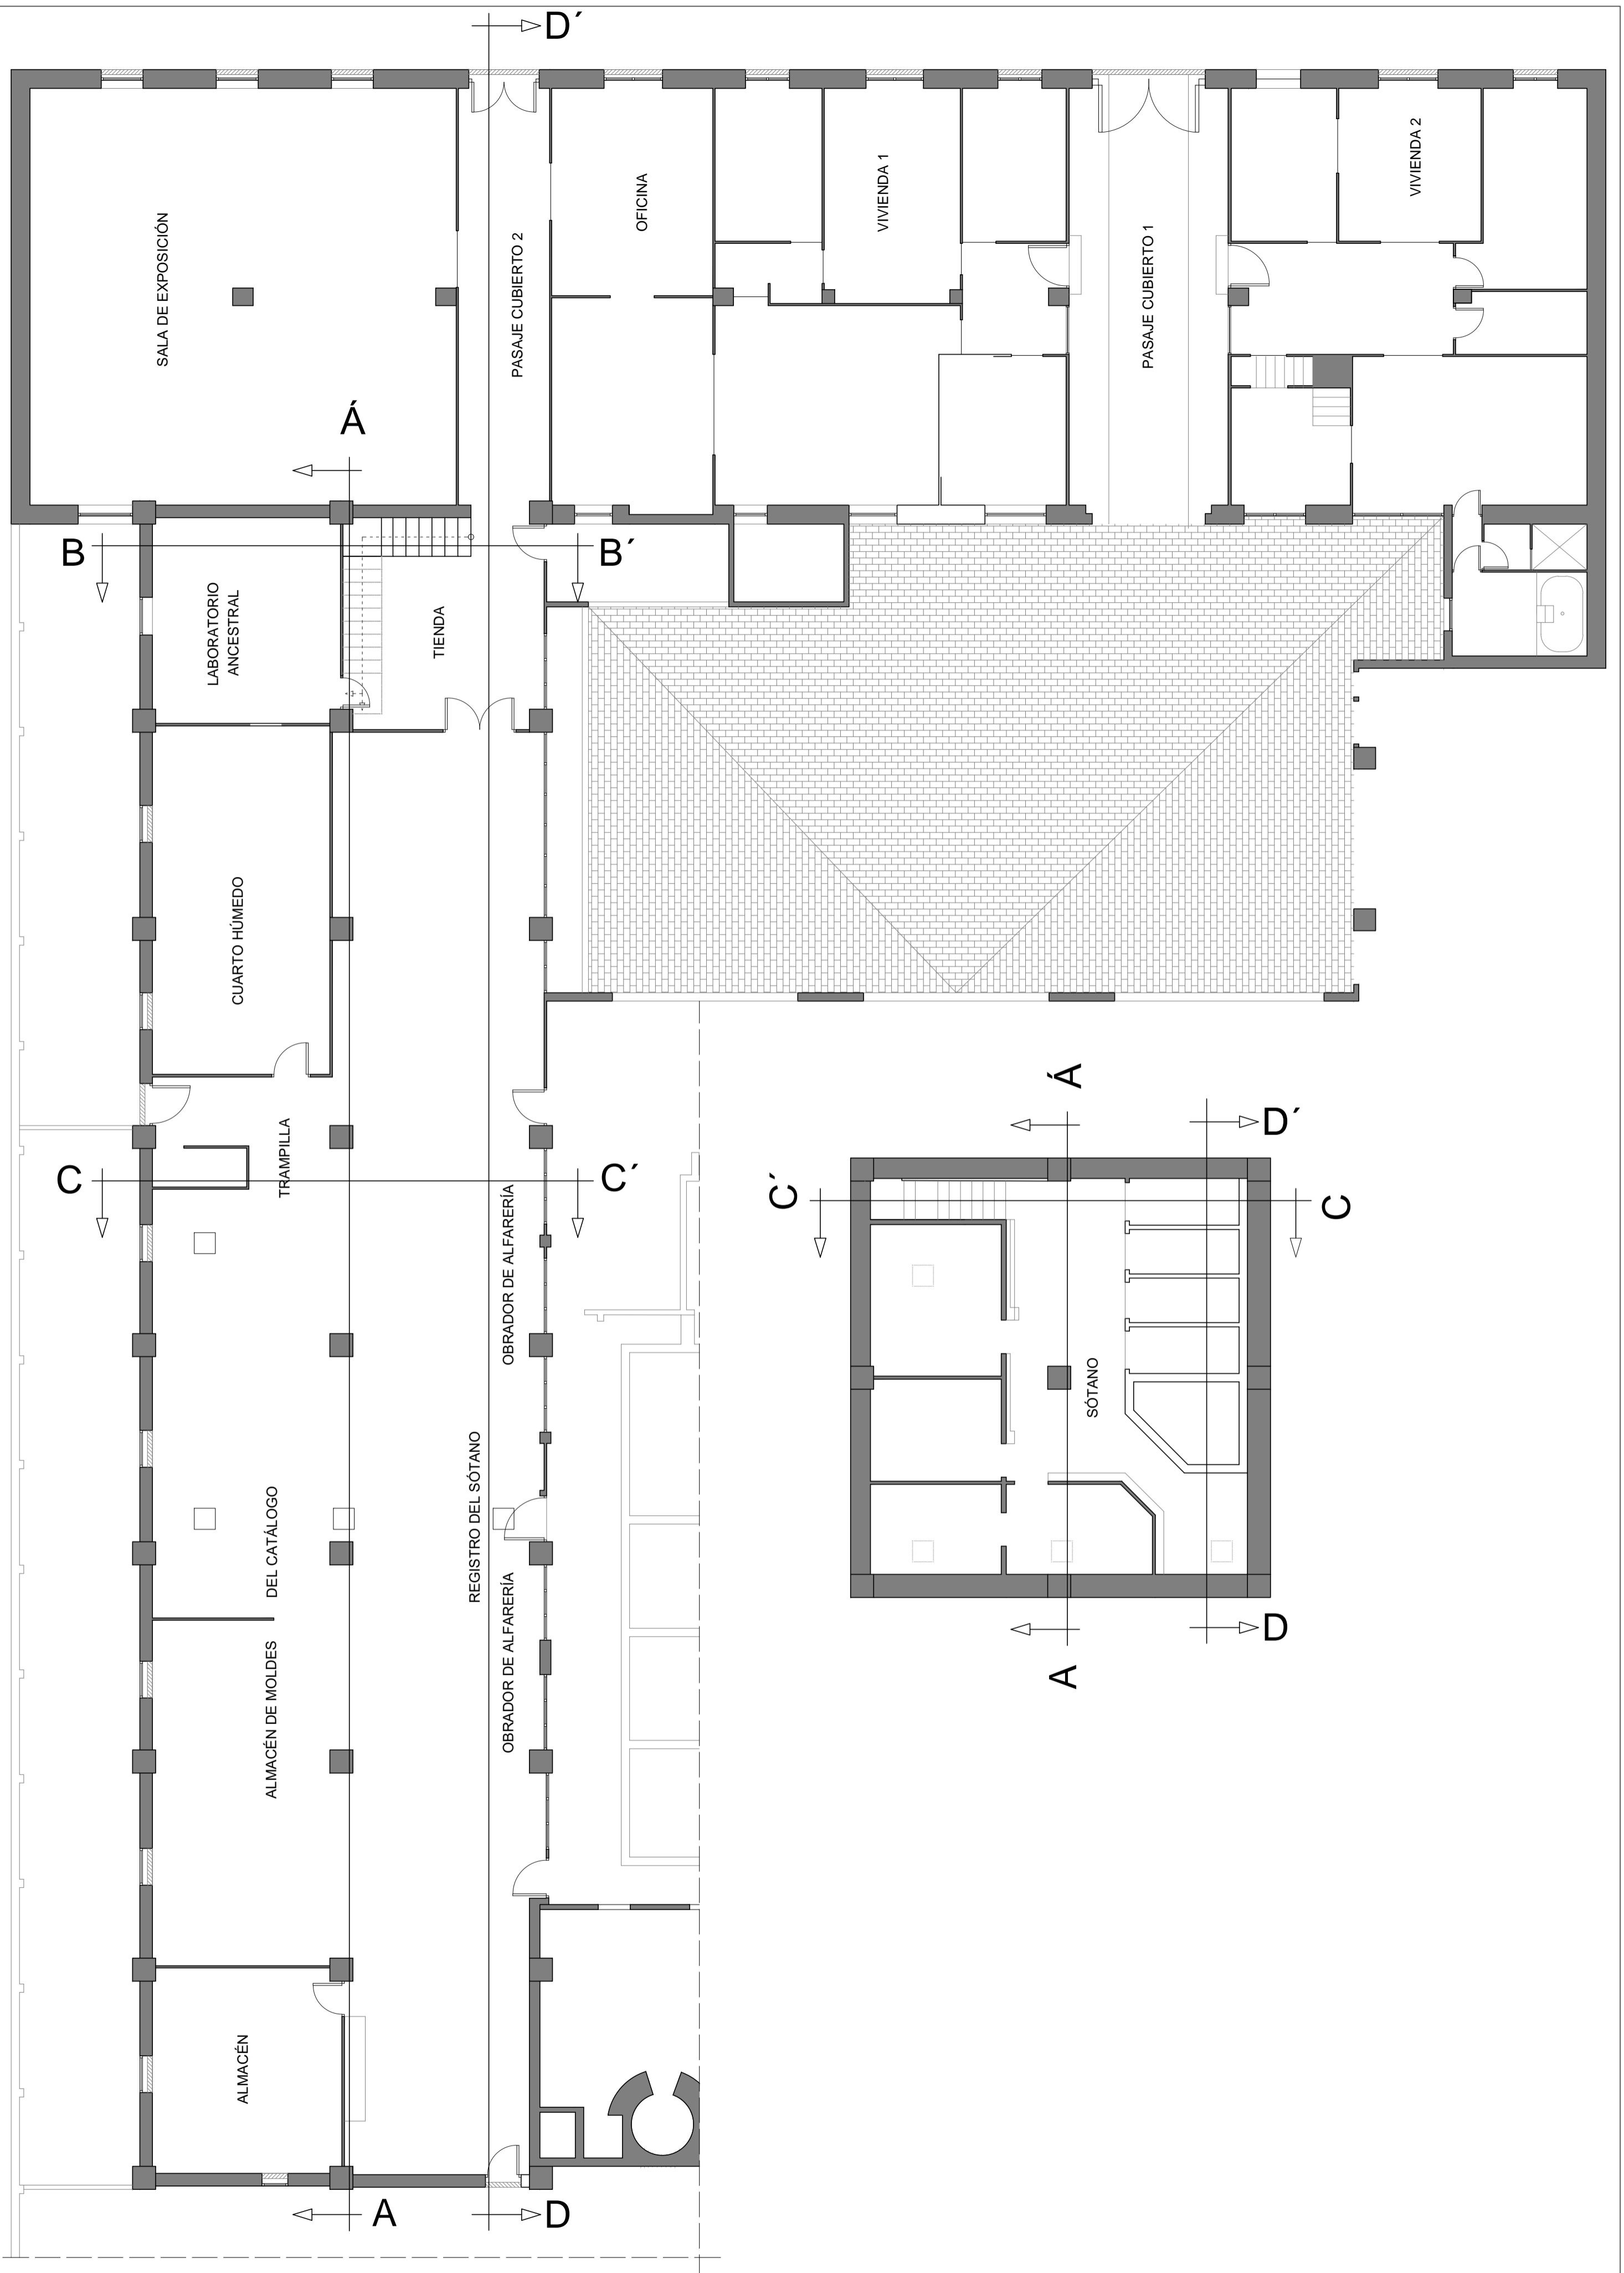 D´
SALA DE EXPOSICIÓN
PASAJE CUBIERTO 2
OFICINA
VIVIENDA 1
PASAJE CUBIERTO 1
VIVIENDA 2
Á
B
B´
LABORATORIO
ANCESTRAL
TIENDA
CUARTO HÚMEDO
TRAMPILLA
C
C´
OBRADOR DE ALFARERÍA
REGISTRO DEL SÓTANO
DEL CATÁLOGO
ALMACÉN DE MOLDES
OBRADOR DE ALFARERÍA
ALMACÉN
A
D
Á
D´
C´
C
SÓTANO
D
A